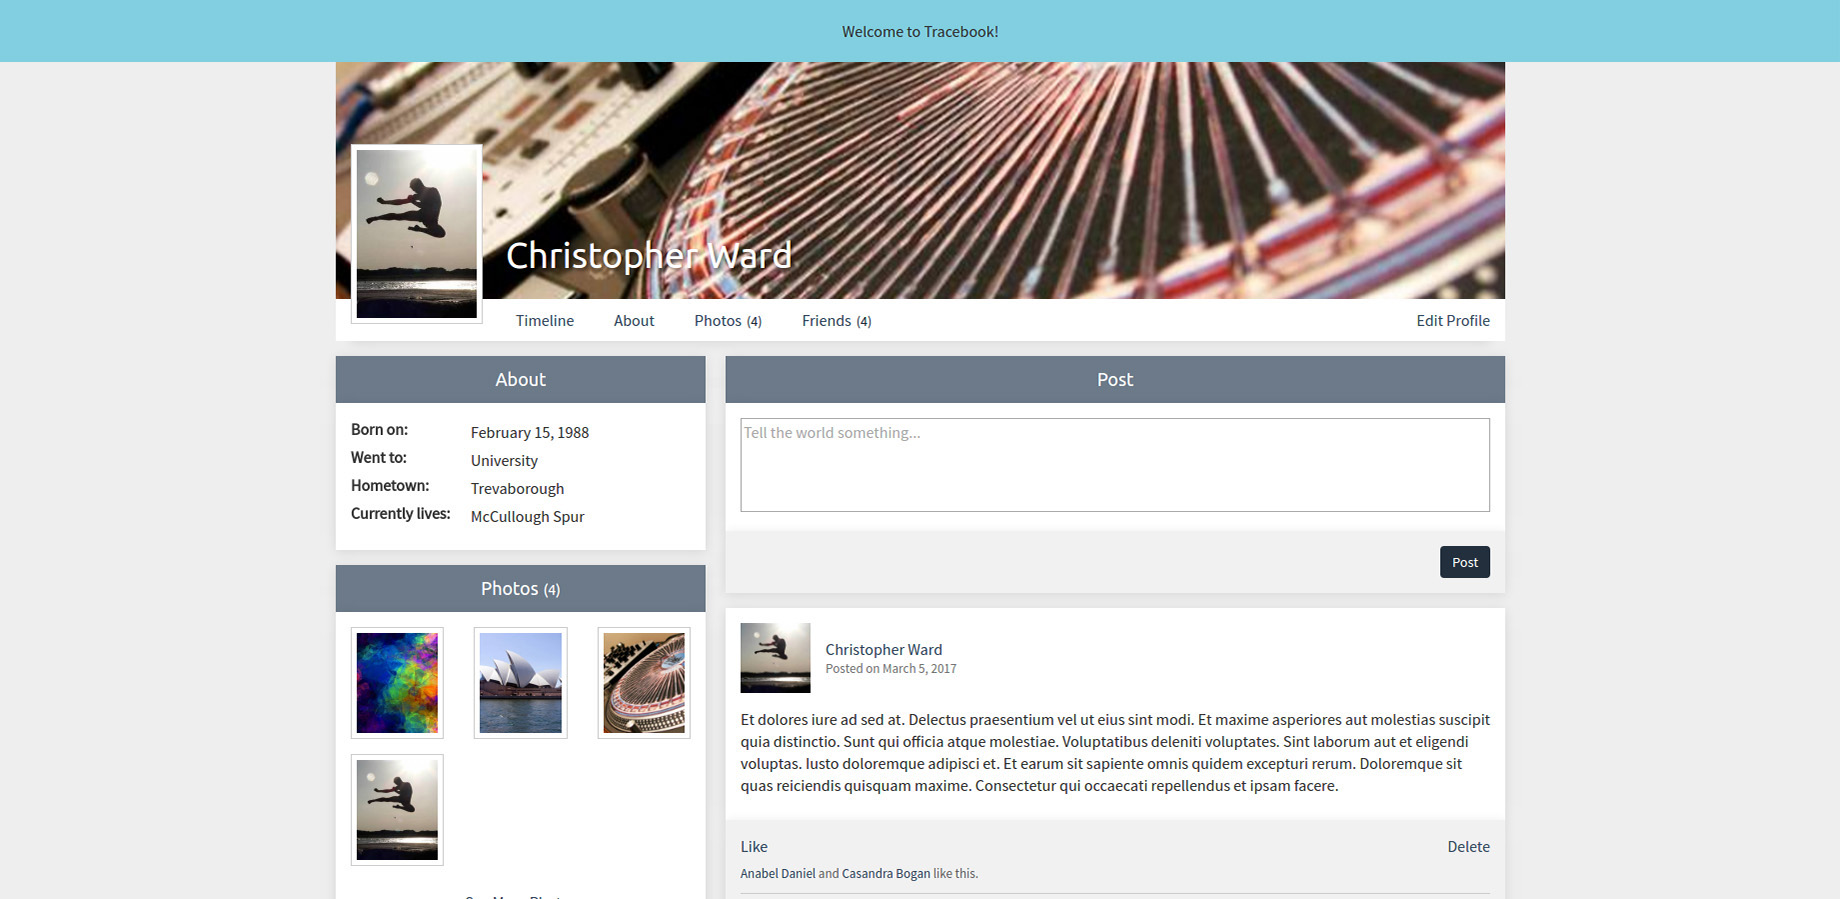 Welcome to Tracebook!
Christopher Ward
Timeline About Photos (4) Friends (4) Edit Profile
About
Born on: February 15, 1988
Went to: University
Hometown: Trevaborough
Currently lives: McCullough Spur
Photos (4)
Post
Tell the world something...
Post
Christopher Ward
Posted on March 5, 2017
Et dolores iure ad sed at. Delectus praesentium vel ut eius sint modi. Et maxime asperiores aut molestias suscipit
quia distinctio. Sunt qui officia atque molestiae. Voluptatibus deleniti voluptates. Sint laborum aut et eligendi
voluptas. Iusto doloremque adipisci et. Et earum sit sapiente omnis quidem excepturi rerum. Doloremque sit
quas reiciendis quisquam maxime. Consectetur qui occaecati repellendus et ipsam facere.
Like Delete
Anabel Daniel and Casandra Bogan like this.